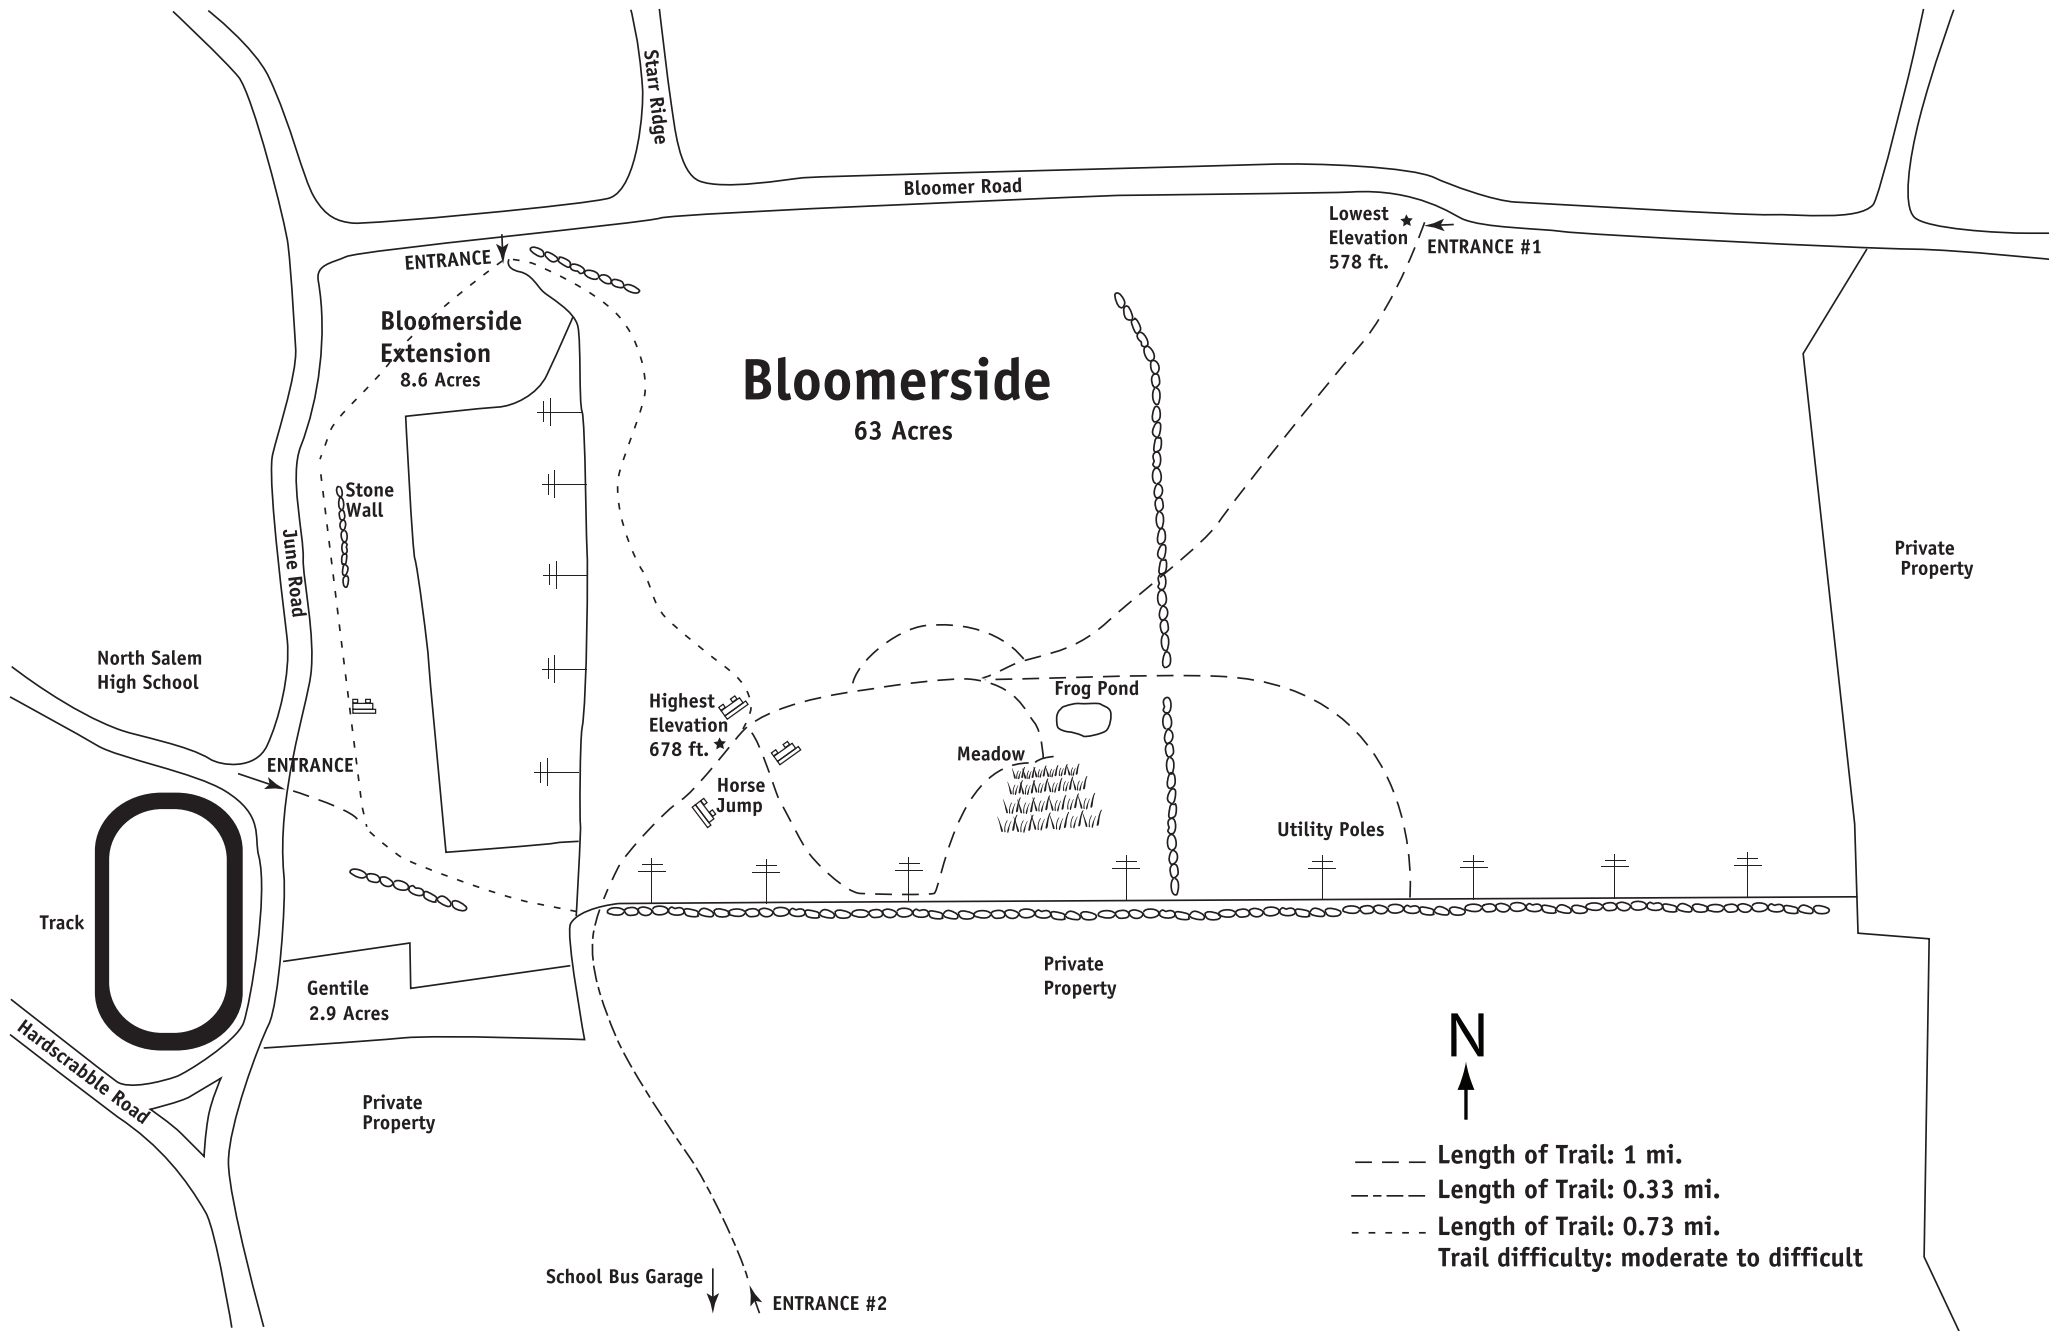 Starr Ridge
Bloomer Road
Lowest
Elevation
578 ft.
ENTRANCE #1
ENTRANCE
Bloomerside
Extension
8.6 Acres
Bloomerside
63 Acres
Stone
Wall
June Road
Private
Property
North Salem
High School
Highest
Elevation
678 ft.
Frog Pond
Meadow
ENTRANCE
Horse
Jump
Utility Poles
Track
Gentile
2.9 Acres
Private
Property
Hardscrabble Road
Private
Property
N
Length of Trail: 1 mi.
Length of Trail: 0.33 mi.
Length of Trail: 0.73 mi.
Trail difficulty: moderate to difficult
School Bus Garage
ENTRANCE #2